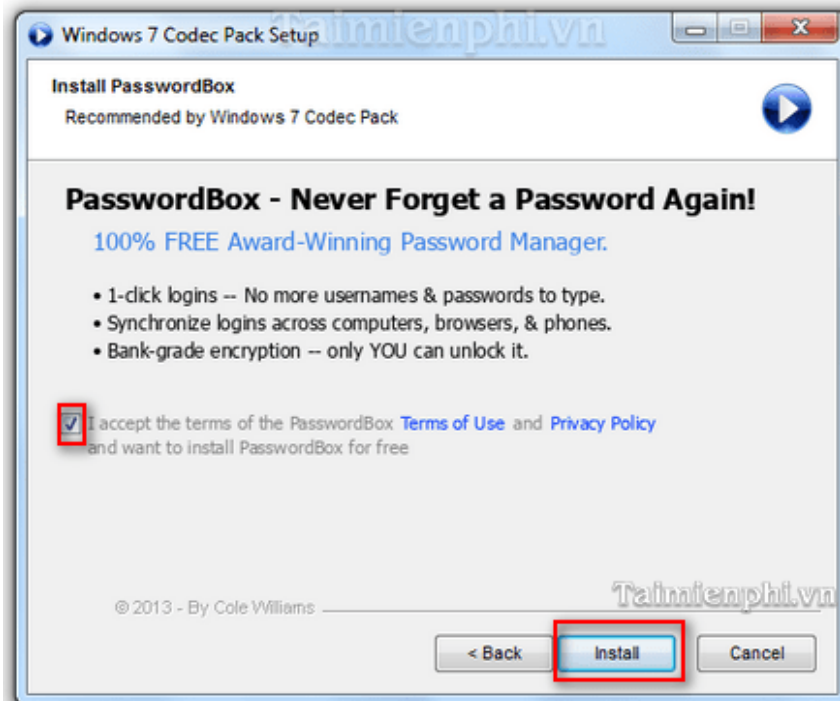 Taimienphi.vn
Windows 7 Codec Pack Setup
Install PasswordBox
Recommended by Windows 7 Codec Pack
PasswordBox - Never Forget a Password Again!
100% FREE Award-Winning Password Manager.
• 1-click logins -- No more usernames & passwords to type.
• Synchronize logins across computers, browsers, & phones.
• Bank-grade encryption -- only YOU can unlock it.
I accept the terms of the PasswordBox Terms of Use and Privacy Policy
and want to install PasswordBox for free
Taimienphi.vn
© 2013 - By Cole Williams
< Back Install Cancel